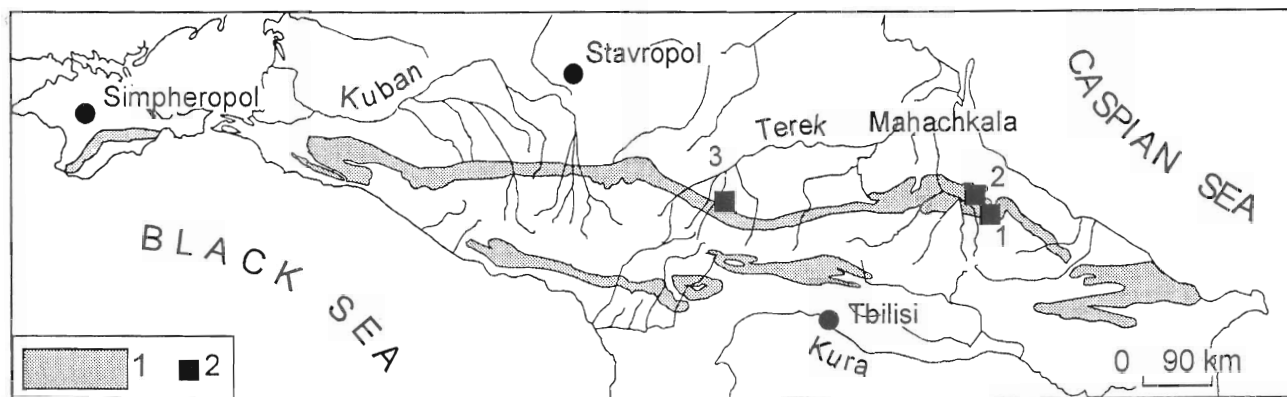 Stavropol
Simpheropol
Kuban
CASPIAN SEA
Terek
Mahachkala
3
2
1
BLACK SEA
Tbilisi
Kura
1
2
0 90 km